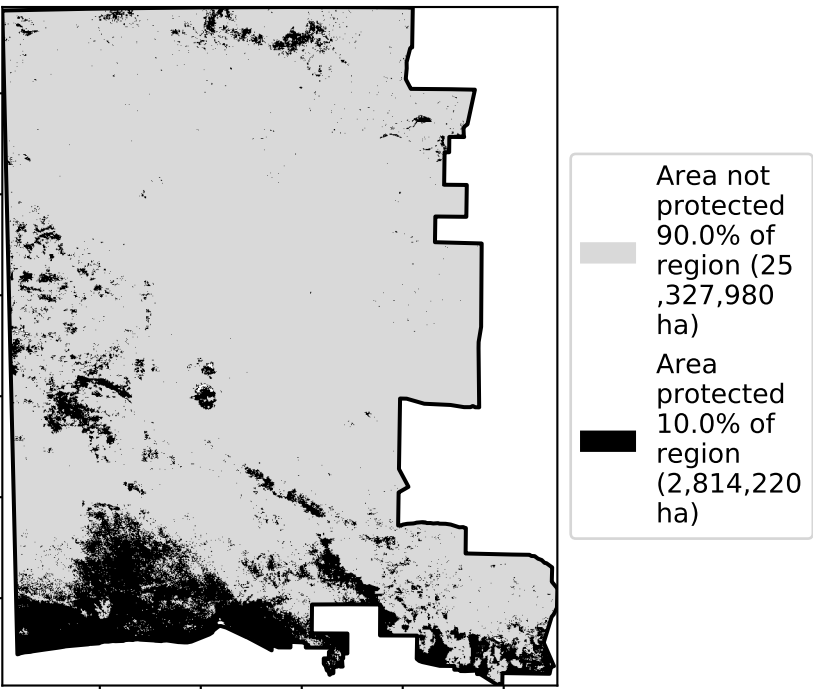 Area not
protected
90.0% of
region (25
,327,980
ha)
Area
protected
10.0% of
region
(2,814,220
ha)